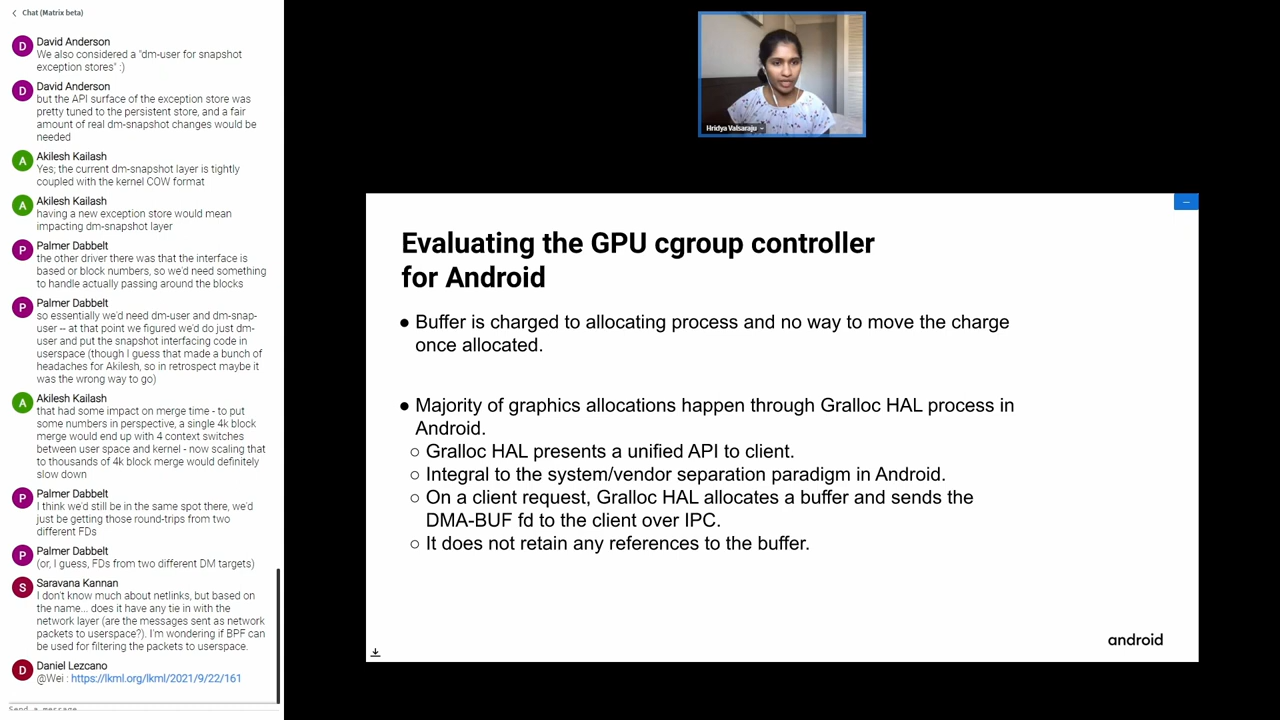 Chat (Matrix beta)
D
David Anderson
We also considered a "dm-user for snapshot
exception stores" :)
D
David Anderson
but the API surface of the exception store was
pretty tuned to the persistent store, and a fair
amount of real dm-snapshot changes would be
needed
A
Akilesh Kailash
Yes; the current dm-snapshot layer is tightly
coupled with the kernel COW format
A
Akilesh Kailash
having a new exception store would mean
impacting dm-snapshot layer
P
Palmer Dabbelt
the other driver there was that the interface is
based or block numbers, so we'd need something
to handle actually passing around the blocks
P
Palmer Dabbelt
so essentially we'd need dm-user and dm-snap-
user -- at that point we figured we'd do just dm-
user and put the snapshot interfacing code in
userspace (though I guess that made a bunch of
headaches for Akilesh, so in retrospect maybe it
was the wrong way to go)
A
Akilesh Kailash
that had some impact on merge time - to put
some numbers in perspective, a single 4k block
merge would end up with 4 context switches
between user space and kernel - now scaling that
to thousands of 4k block merge would definitely
slow down
P
Palmer Dabbelt
I think we'd still be in the same spot there, we'd
just be getting those round-trips from two
different FDs
P
Palmer Dabbelt
(or, I guess, FDs from two different DM targets)
S
Saravana Kannan
I don't know much about netlinks, but based on
the name... does it have any tie in with the
network layer (are the messages sent as network
packets to userspace?). I'm wondering if BPF can
be used for filtering the packets to userspace.
D
Daniel Lezcano
@Wei : https://lkml.org/lkml/2021/9/22/161
Send a message
Hridya Valsaraju
Evaluating the GPU cgroup controller
for Android
● Buffer is charged to allocating process and no way to move the charge
once allocated.
● Majority of graphics allocations happen through Gralloc HAL process in
Android.
○ Gralloc HAL presents a unified API to client.
○ Integral to the system/vendor separation paradigm in Android.
○ On a client request, Gralloc HAL allocates a buffer and sends the
DMA-BUF fd to the client over IPC.
○ It does not retain any references to the buffer.
android